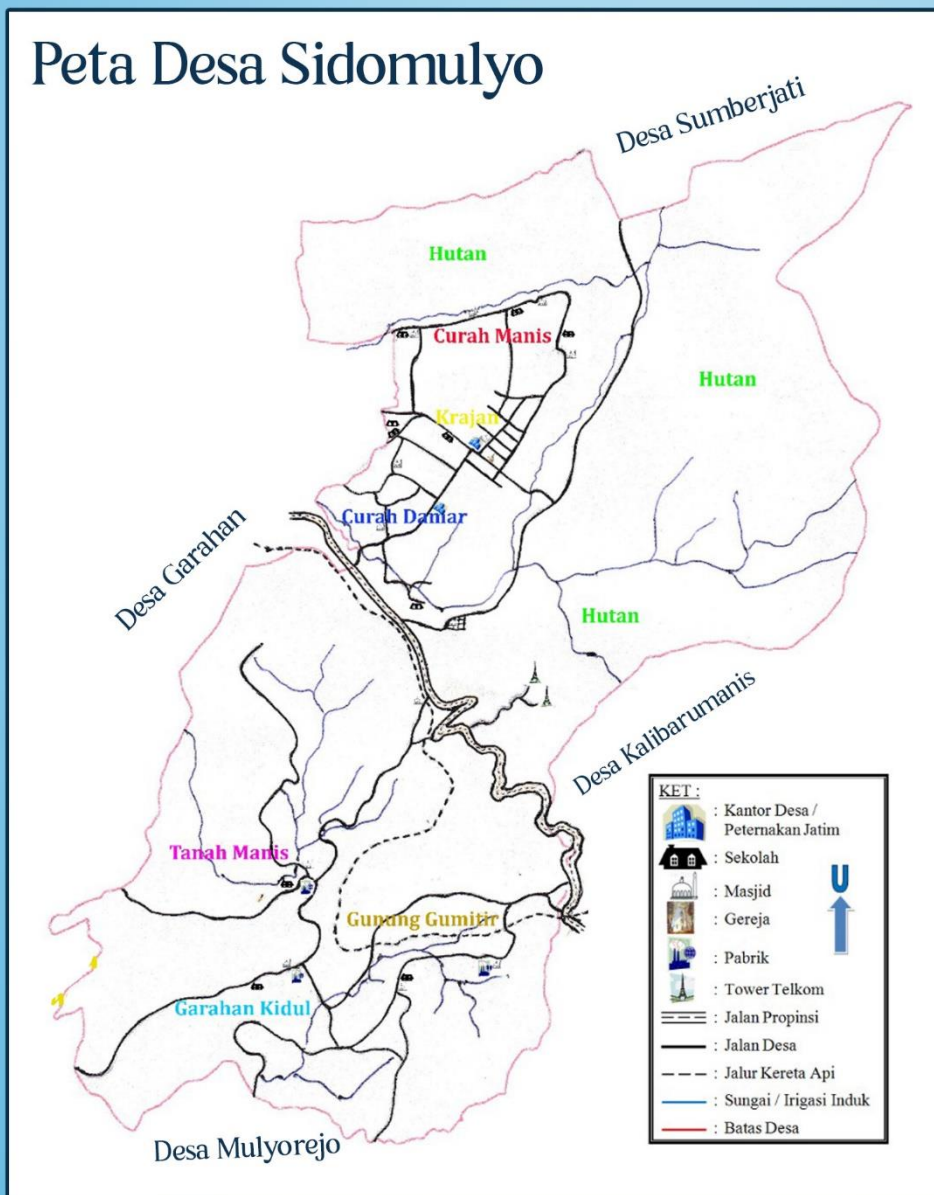 Peta Desa Sidomulyo
Desa Sumberjati
Hutan
Curah Manis
Hutan
Krajan
Curah Damar
Desa Garahan
Hutan
Desa Kalibarumanis
Tanah Manis
Gunung Gumitir
Garahan Kidul
Desa Mulyorejo
KET :
: Kantor Desa /
Peternakan Jatim
: Sekolah
: Masjid
: Gereja
: Pabrik
: Tower Telkom
: Jalan Propinsi
: Jalan Desa
: Jalur Kereta Api
: Sungai / Irigasi Induk
: Batas Desa
U